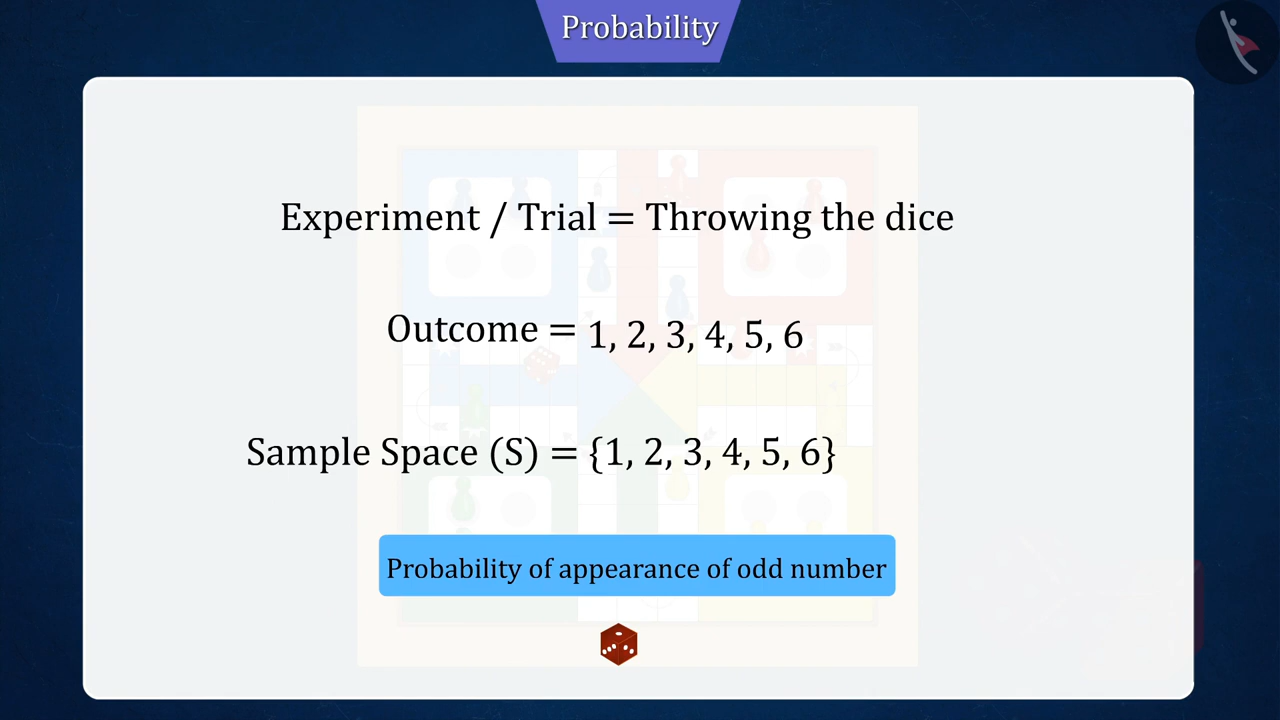 Probability
Experiment / Trial = Throwing the dice
Outcome = 1, 2, 3, 4, 5, 6
Sample Space (S) = {1, 2, 3, 4, 5, 6}
Probability of appearance of odd number